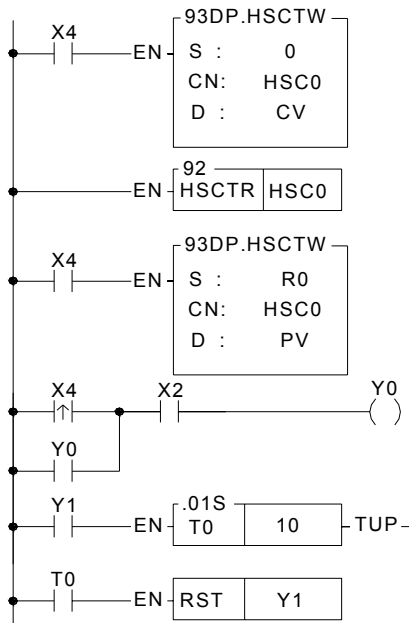 93DP.HSCTW
X4
EN
S : 0
CN: HSC0
D : CV
92
EN HSCTR HSC0
93DP.HSCTW
X4
EN
S : R0
CN: HSC0
D : PV
X4 X2 Y0
Y0
Y1 .01S
EN T0 10 TUP
T0
EN RST Y1